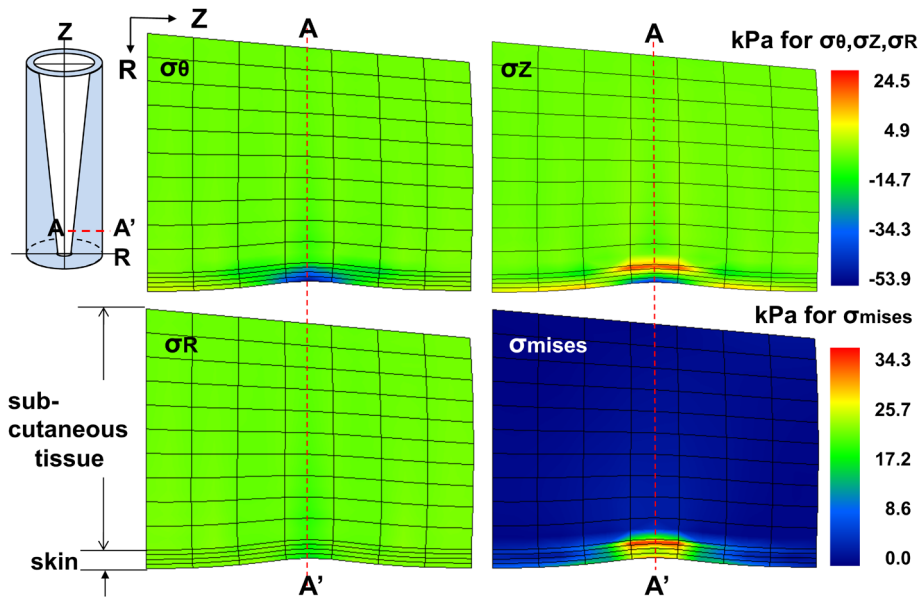 Z
R
A
A'
R
Z
R
A
σθ
A
σZ
kPa for σθ,σZ,σR
24.5
4.9
-14.7
-34.3
-53.9
σR
A'
sub-
cutaneous
tissue
skin
σmises
A'
kPa for σmises
34.3
25.7
17.2
8.6
0.0